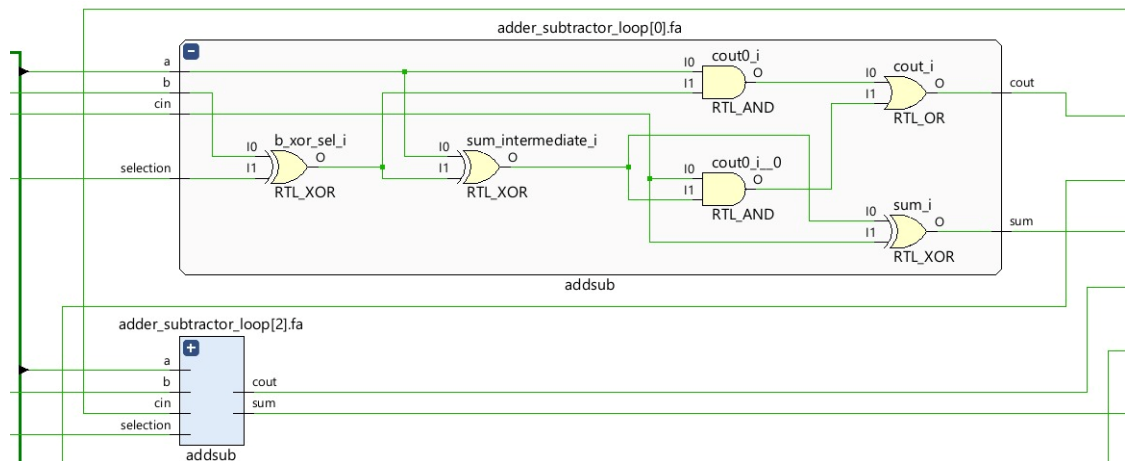 adder_subtractor_loop[0].fa
a
b
cin
selection
I0
I1
b_xor_sel_i
O
RTL_XOR
I0
I1
sum_intermediate_i
O
RTL_XOR
I0
I1
cout0_i
O
RTL_AND
I0
I1
cout0_i__0
O
RTL_AND
I0
I1
cout_i
O
RTL_OR
cout
I0
I1
sum_i
O
RTL_XOR
sum
addsub
adder_subtractor_loop[2].fa
a
b
cin
selection
cout
sum
addsub